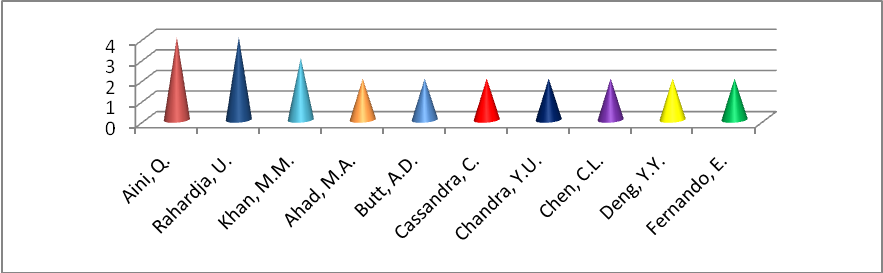 4
3
2
1
0
Aini, Q.
Rahardja, U.
Khan, M.M.
Ahad, M.A.
Butt, A.D.
Cassandra, C.
Chandra, Y.U.
Chen, C.L.
Deng, Y.Y.
Fernando, E.